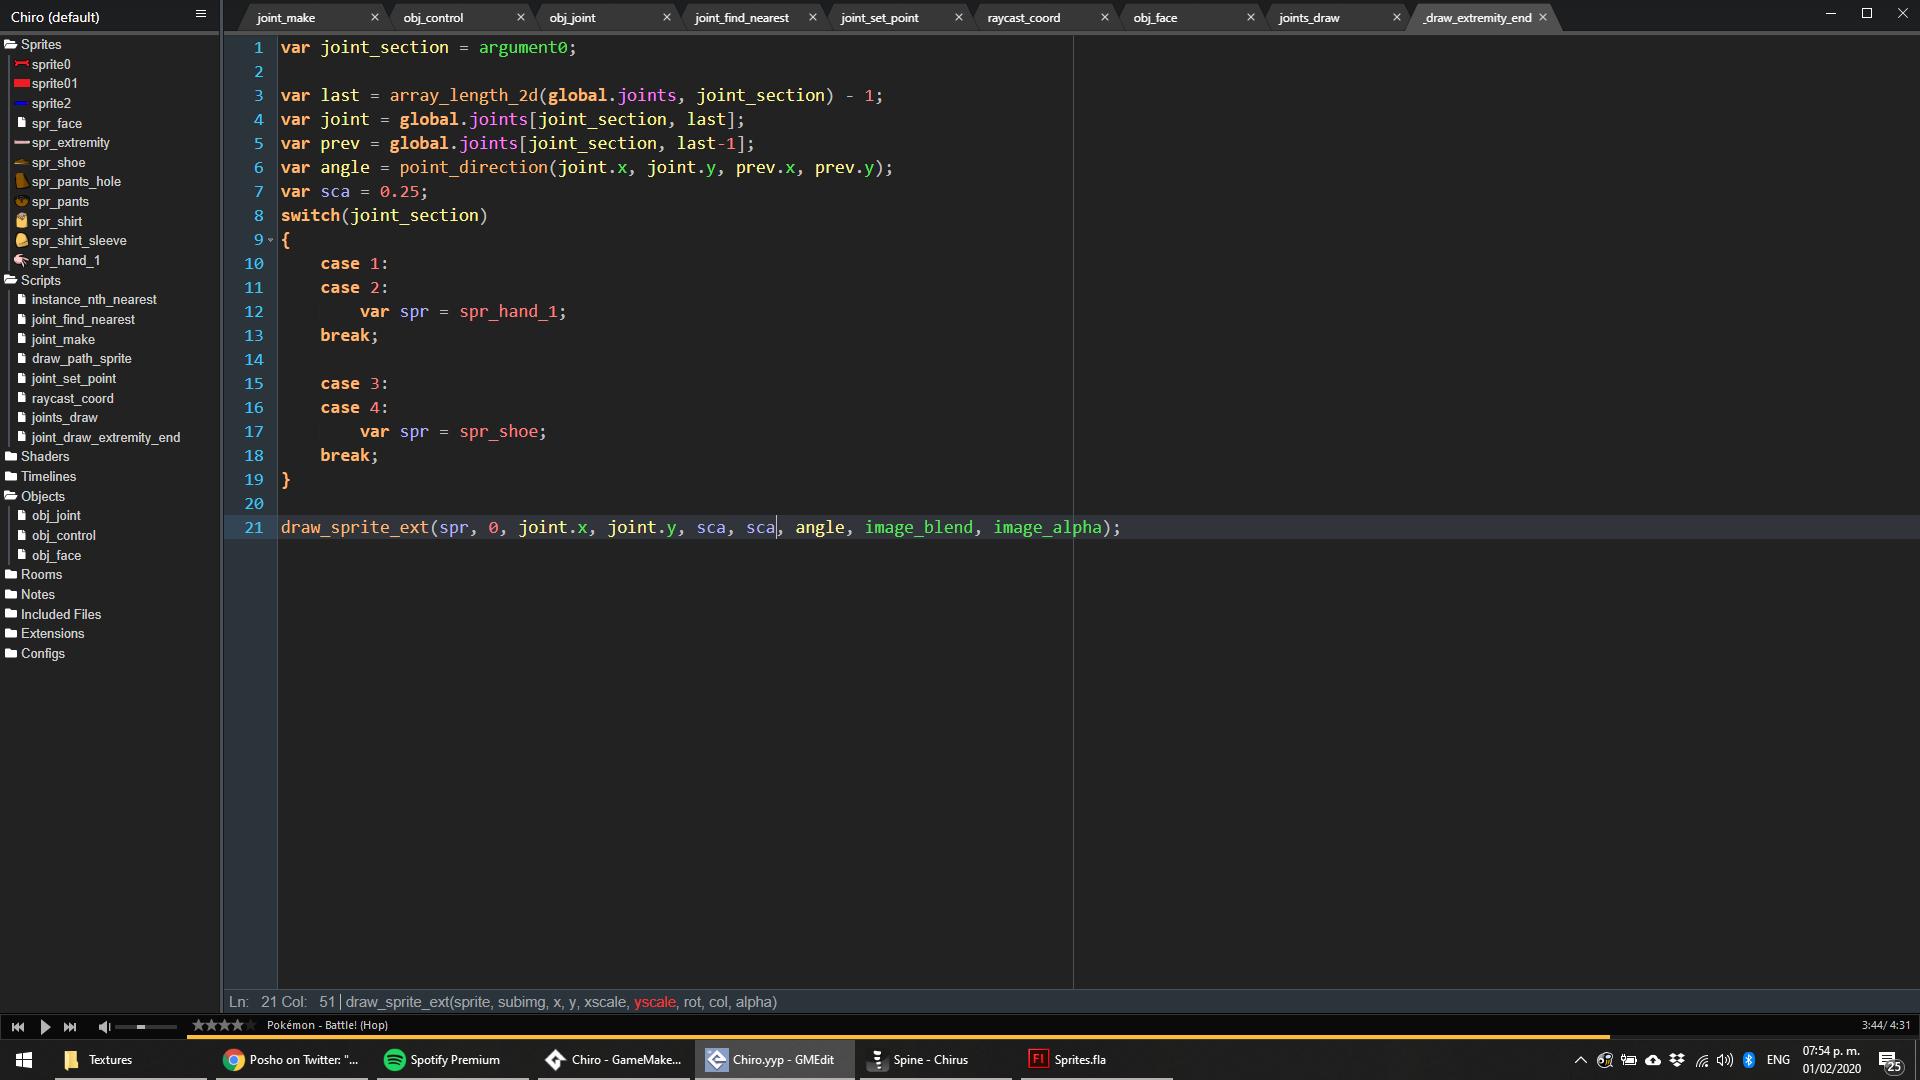 Chiro (default)
joint_make
obj_control
obj_joint
joint_find_nearest
joint_set_point
raycast_coord
obj_face
joints_draw
_draw_extremity_end
Sprites
sprite0
sprite01
sprite2
spr_face
spr_extremity
spr_shoe
spr_pants_hole
spr_pants
spr_shirt
spr_shirt_sleeve
spr_hand_1
Scripts
instance_nth_nearest
joint_find_nearest
joint_make
draw_path_sprite
joint_set_point
raycast_coord
joints_draw
joint_draw_extremity_end
Shaders
Timelines
Objects
obj_joint
obj_control
obj_face
Rooms
Notes
Included Files
Extensions
Configs
1 var joint_section = argument0;
2
3 var last = array_length_2d(global.joints, joint_section) - 1;
4 var joint = global.joints[joint_section, last];
5 var prev = global.joints[joint_section, last-1];
6 var angle = point_direction(joint.x, joint.y, prev.x, prev.y);
7 var sca = 0.25;
8 switch(joint_section)
9 {
10 case 1:
11 case 2:
12 var spr = spr_hand_1;
13 break;
14
15 case 3:
16 case 4:
17 var spr = spr_shoe;
18 break;
19 }
20
21 draw_sprite_ext(spr, 0, joint.x, joint.y, sca, sca, angle, image_blend, image_alpha);
Ln: 21 Col: 51 draw_sprite_ext(sprite, subimg, x, y, xscale, yscale, rot, col, alpha)
Pokémon - Battle! (Hop)
3:44/ 4:31
Textures
Posho on Twitter: "...
Spotify Premium
Chiro - GameMake...
Chiro.yyp - GMEdit
Spine - Chirus
Fl
Sprites.fla
ENG
07:54 p. m.
01/02/2020
25